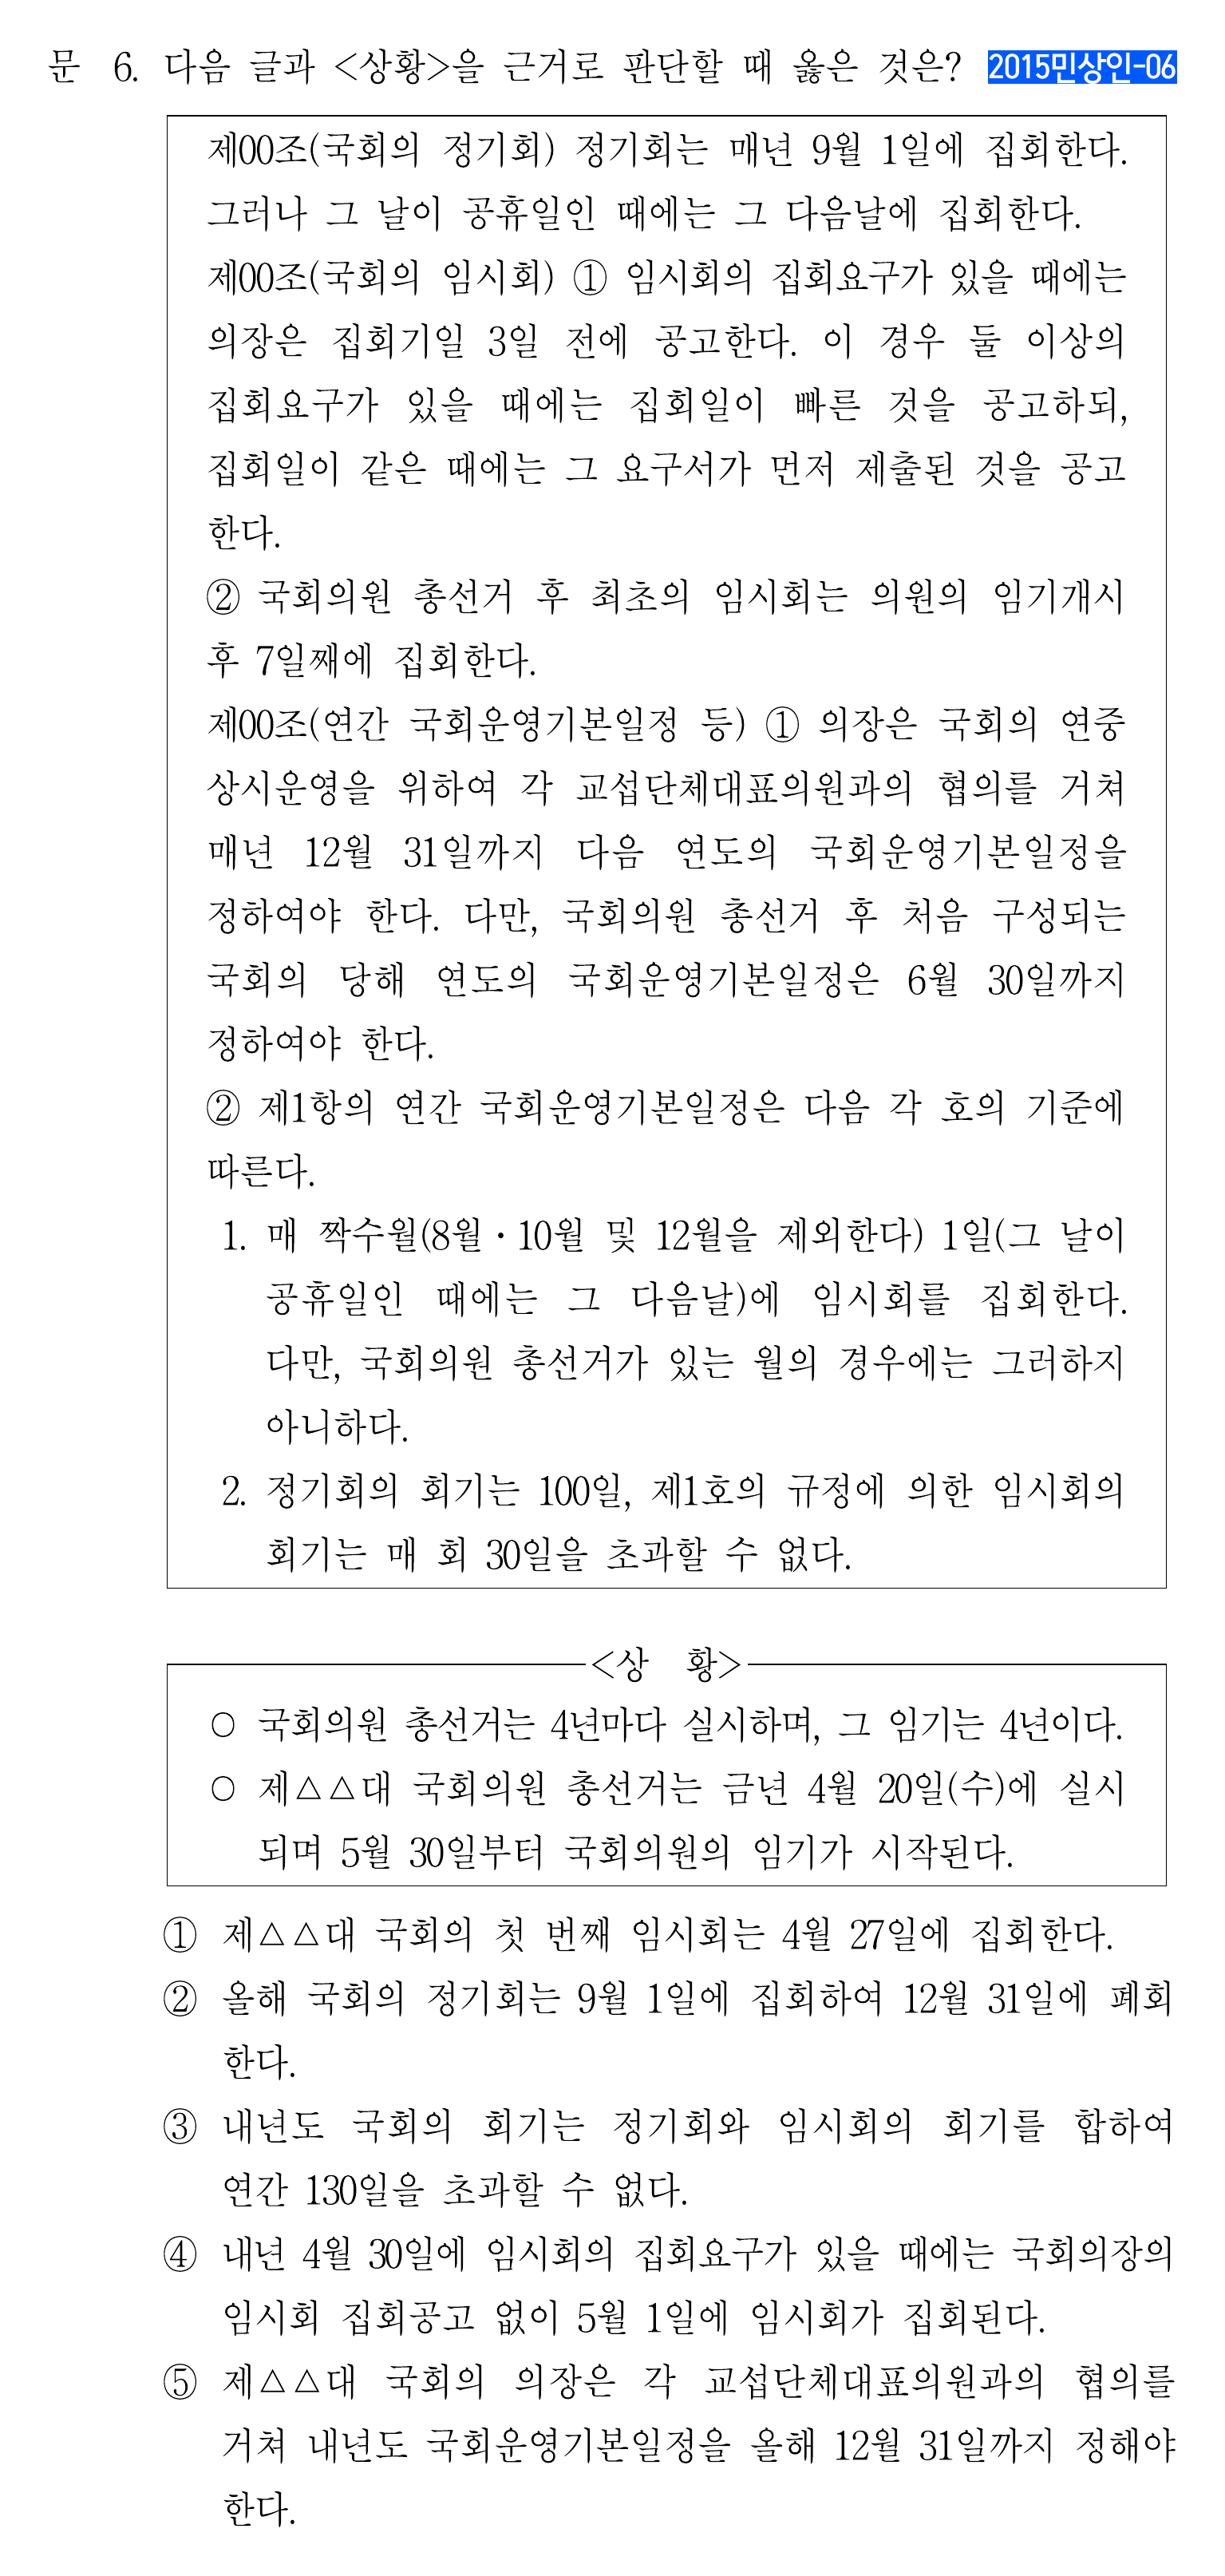 문 6. 다음 글과 <상황>을 근거로 판단할 때 옳은 것은? 2015민상인-06
제00조(국회의 정기회) 정기회는 매년 9월 1일에 집회한다.
그러나 그 날이 공휴일인 때에는 그 다음날에 집회한다.
제00조(국회의 임시회) ① 임시회의 집회요구가 있을 때에는
의장은 집회기일 3일 전에 공고한다. 이 경우 둘 이상의
집회요구가 있을 때에는 집회일이 빠른 것을 공고하되,
집회일이 같은 때에는 그 요구서가 먼저 제출된 것을 공고
한다.
② 국회의원 총선거 후 최초의 임시회는 의원의 임기개시
후 7일째에 집회한다.
제00조(연간 국회운영기본일정 등) ① 의장은 국회의 연중
상시운영을 위하여 각 교섭단체대표의원과의 협의를 거쳐
매년 12월 31일까지 다음 연도의 국회운영기본일정을
정하여야 한다. 다만, 국회의원 총선거 후 처음 구성되는
국회의 당해 연도의 국회운영기본일정은 6월 30일까지
정하여야 한다.
② 제1항의 연간 국회운영기본일정은 다음 각 호의 기준에
따른다.
1. 매 짝수월(8월·10월 및 12월을 제외한다) 1일(그 날이
공휴일인 때에는 그 다음날)에 임시회를 집회한다.
다만, 국회의원 총선거가 있는 월의 경우에는 그러하지
아니하다.
2. 정기회의 회기는 100일, 제1호의 규정에 의한 임시회의
회기는 매 회 30일을 초과할 수 없다.
<상 황>
○ 국회의원 총선거는 4년마다 실시하며, 그 임기는 4년이다.
○ 제△△대 국회의원 총선거는 금년 4월 20일(수)에 실시
되며 5월 30일부터 국회의원의 임기가 시작된다.
① 제△△대 국회의 첫 번째 임시회는 4월 27일에 집회한다.
② 올해 국회의 정기회는 9월 1일에 집회하여 12월 31일에 폐회
한다.
③ 내년도 국회의 회기는 정기회와 임시회의 회기를 합하여
연간 130일을 초과할 수 없다.
④ 내년 4월 30일에 임시회의 집회요구가 있을 때에는 국회의장의
임시회 집회공고 없이 5월 1일에 임시회가 집회된다.
⑤ 제△△대 국회의 의장은 각 교섭단체대표의원과의 협의를
거쳐 내년도 국회운영기본일정을 올해 12월 31일까지 정해야
한다.